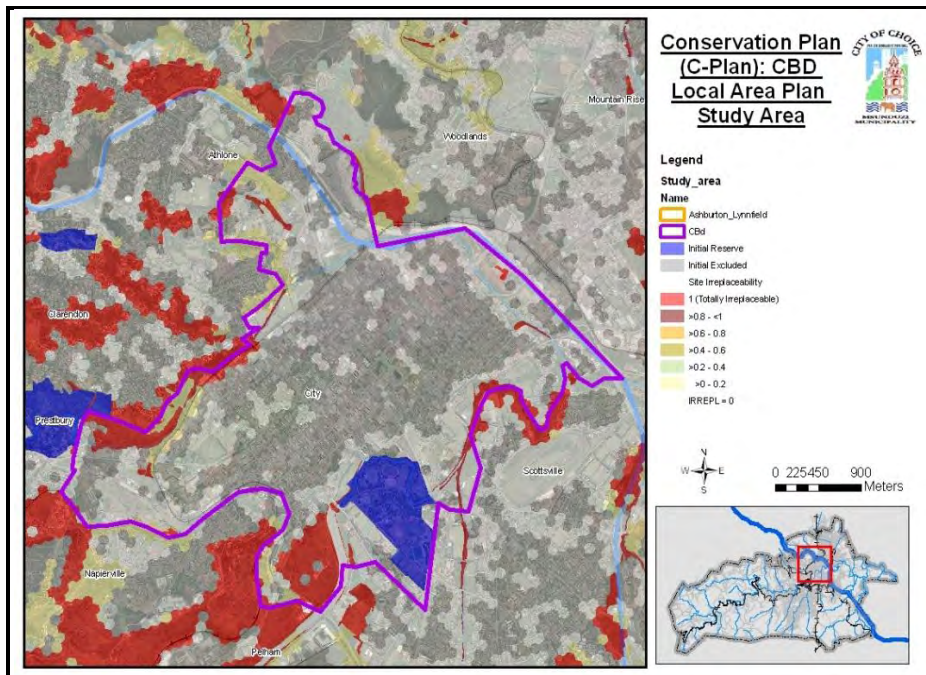 Conservation Plan
(C-Plan): CBD
Local Area Plan
Study Area
CITY OF CHOICE
PIETERMARITZBURG
MSUNDUZI
MUNICIPALITY
Legend
Study_area
Name
Ashburton_Lynnfield
CBd
Initial Reserve
Initial Excluded
Site Irreplaceability
1 (Totally Irreplaceable)
>0.8 - <1
>0.6 - 0.8
>0.4 - 0.6
>0.2 - 0.4
>0 - 0.2
IRREPL = 0
N
W E
S
0 225450 900
Meters
Mountain Rise
Woodlands
Athlone
Clarendon
City
Prestbury
Scottsville
Napierville
Pelham